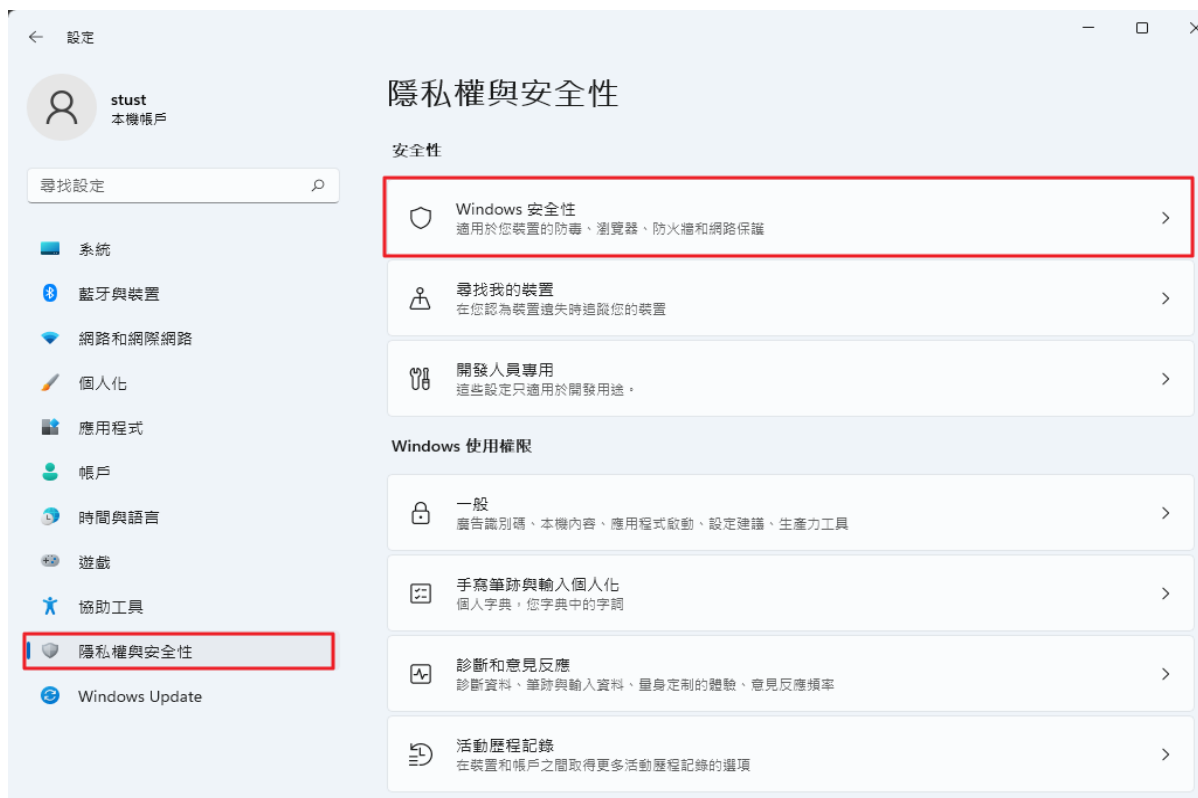 設定
stust
本機帳戶
尋找設定
系統
藍牙與裝置
網路和網際網路
個人化
應用程式
帳戶
時間與語言
遊戲
協助工具
隱私權與安全性
Windows Update
隱私權與安全性
安全性
Windows 安全性
適用於您裝置的防毒、瀏覽器、防火牆和網路保護
尋找我的裝置
在您認為裝置遺失時追蹤您的裝置
開發人員專用
這些設定只適用於開發用途。
Windows 使用權限
一般
廣告識別碼、本機內容、應用程式啟動、設定建議、生產力工具
手寫筆跡與輸入個人化
個人字典，您字典中的字詞
診斷和意見反應
診斷資料、筆跡與輸入資料、量身定制的體驗、意見反應頻率
活動歷程記錄
在裝置和帳戶之間取得更多活動歷程記錄的選項